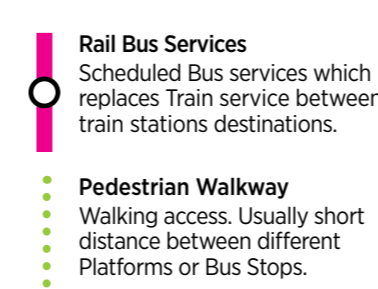 Rail Bus Services
Scheduled Bus services which
replaces Train service between
train stations destinations.
Pedestrian Walkway
Walking access. Usually short
distance between different
Platforms or Bus Stops.